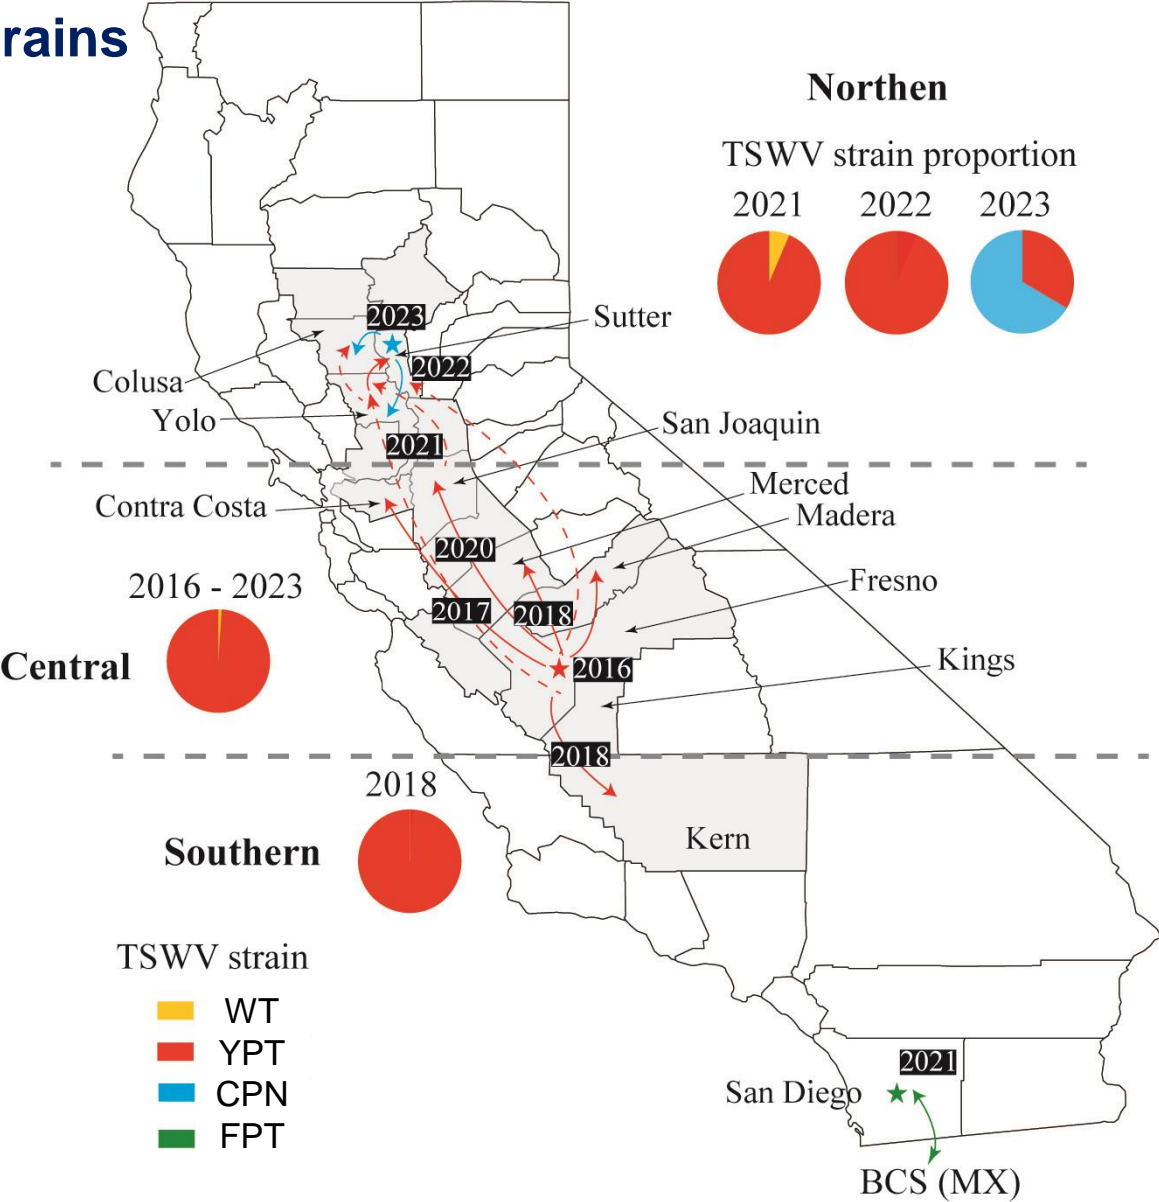 rains
Northen
TSWV strain proportion
2021
2022
2023
2023
Sutter
2022
Colusa
Yolo
San Joaquin
2021
Merced
Contra Costa
Madera
2020
Fresno
2016 - 2023
2017
2018
Central
2016
Kings
2018
2018
Kern
Southern
TSWV strain
WT
YPT
CPN
FPT
2021
San Diego
BCS (MX)